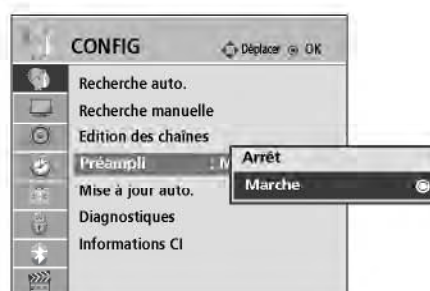 CONFIG
Déplacer OK
Recherche auto.
Recherche manuelle
Edition des chaînes
Préampli : M
Arrêt
Marche
Mise à jour auto.
Diagnostiques
Informations CI